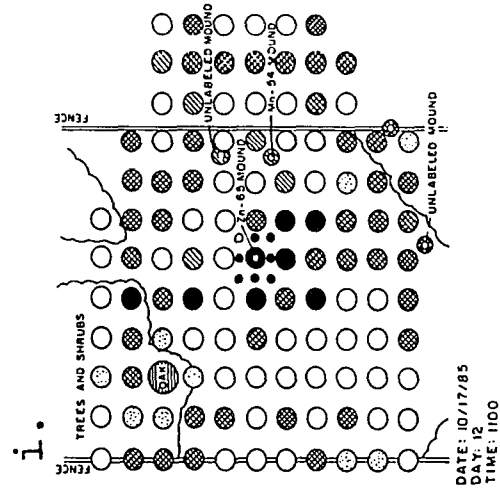 i.
FENCE
TREES AND SHRUBS
OAK
Zn-65 MOUND
UNLABELED MOUND
Mn-54 MOUND
FENCE
UNLABELED MOUND
DATE: 10/17/85
DAY: 12
TIME: 1100